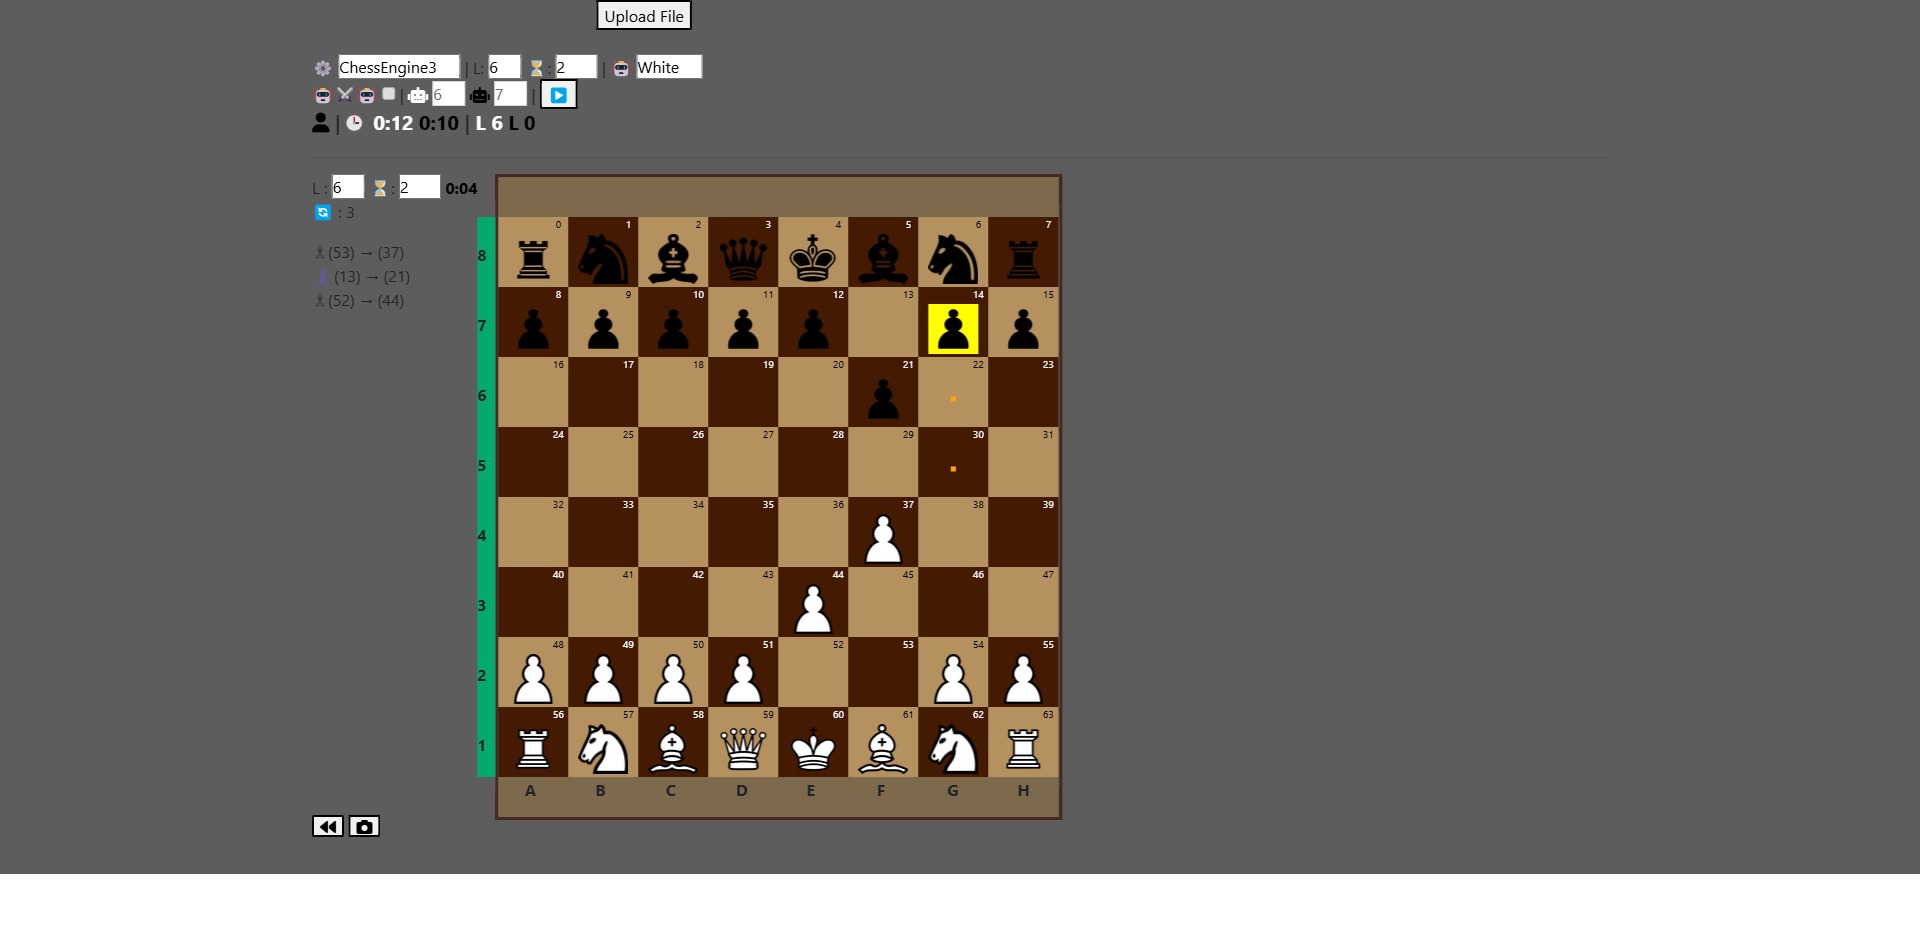 Upload File
ChessEngine3 | L: 6 : 2 | White
| 6 7 |
| 0:12 0:10 | L 6 L 0
L : 6 : 2 0:04
: 3
(53) → (37)
(13) → (21)
(52) → (44)
0 1 2 3 4 5 6 7
8
8 9 10 11 12 13 14 15
7
16 17 18 19 20 21 22 23
6
24 25 26 27 28 29 30 31
5
32 33 34 35 36 37 38 39
4
40 41 42 43 44 45 46 47
3
48 49 50 51 52 53 54 55
2
56 57 58 59 60 61 62 63
1
A B C D E F G H